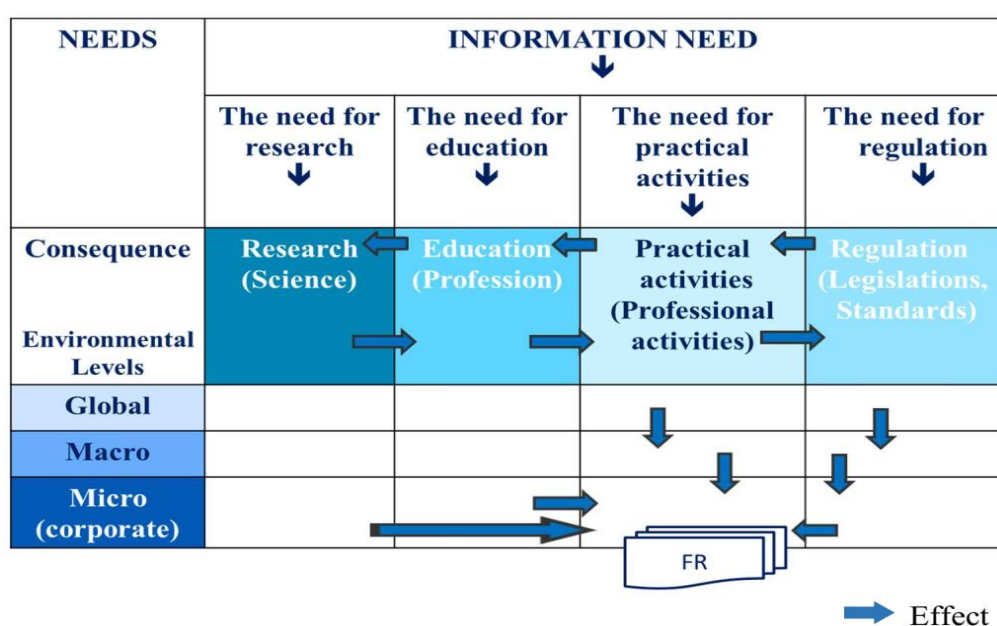 NEEDS
INFORMATION NEED
The need for
research
The need for
education
The need for
practical
activities
The need for
regulation
Consequence
Environmental
Levels
Research
(Science)
Education
(Profession)
Practical
activities
(Professional
activities)
Regulation
(Legislations,
Standards)
Global
Macro
Micro
(corporate)
FR
Effect